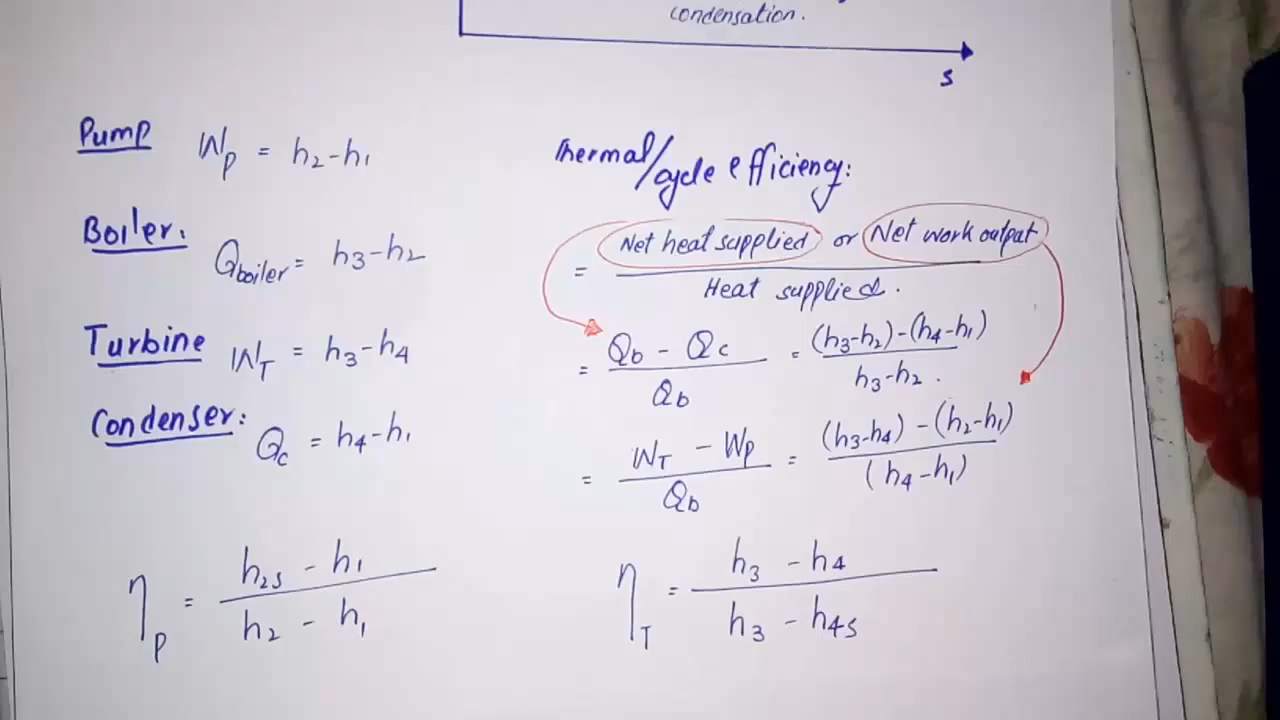 condensation.
s
Pump Wp = h2-h1
Boiler: Qboiler = h3-h2
Turbine WT = h3-h4
Condenser: Qc = h4-h1
ηP = (h2s - h1) / (h2 - h1)
Thermal/cycle efficiency:
= (Net heat supplied or Net work output) / Heat supplied.
= (Qb - Qc) / Qb = ((h3-h2)-(h4-h1)) / (h3-h2) .
= (WT - Wp) / Qb = ((h3-h4) - (h2-h1)) / (h4-h1)
ηT = (h3 - h4) / (h3 - h4s)